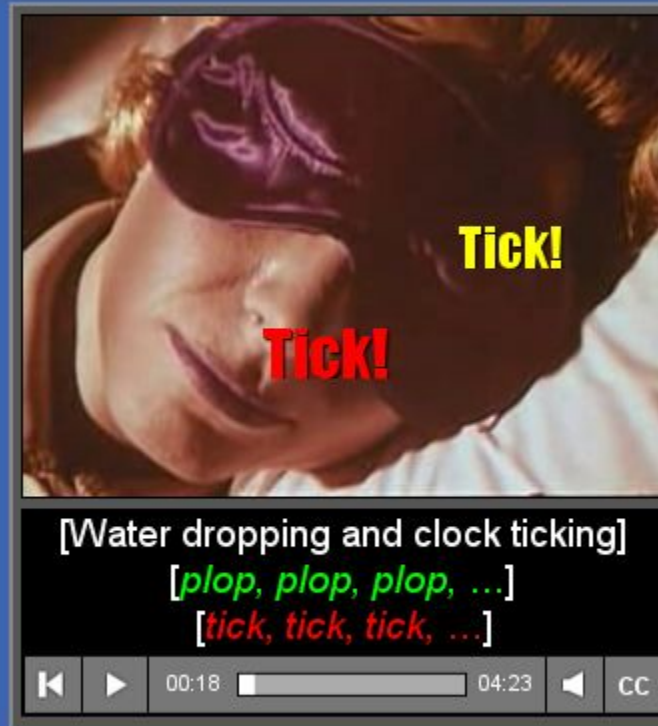 Tick!
Tick!
[Water dropping and clock ticking]
[plop, plop, plop, …]
[tick, tick, tick, …]
00:18 04:23 CC